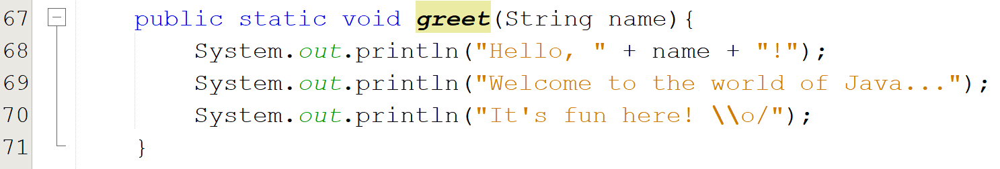 67 public static void greet(String name){
68 System.out.println("Hello, " + name + "!");
69 System.out.println("Welcome to the world of Java...");
70 System.out.println("It's fun here! \\o/");
71 }